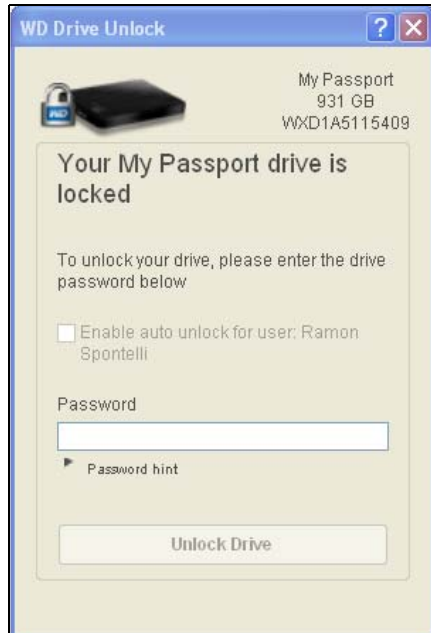 WD Drive Unlock
My Passport
931 GB
WXD1A5115409
WD
Your My Passport drive is
locked
To unlock your drive, please enter the drive
password below
Enable auto unlock for user: Ramon
Spontelli
Password
Password hint
Unlock Drive